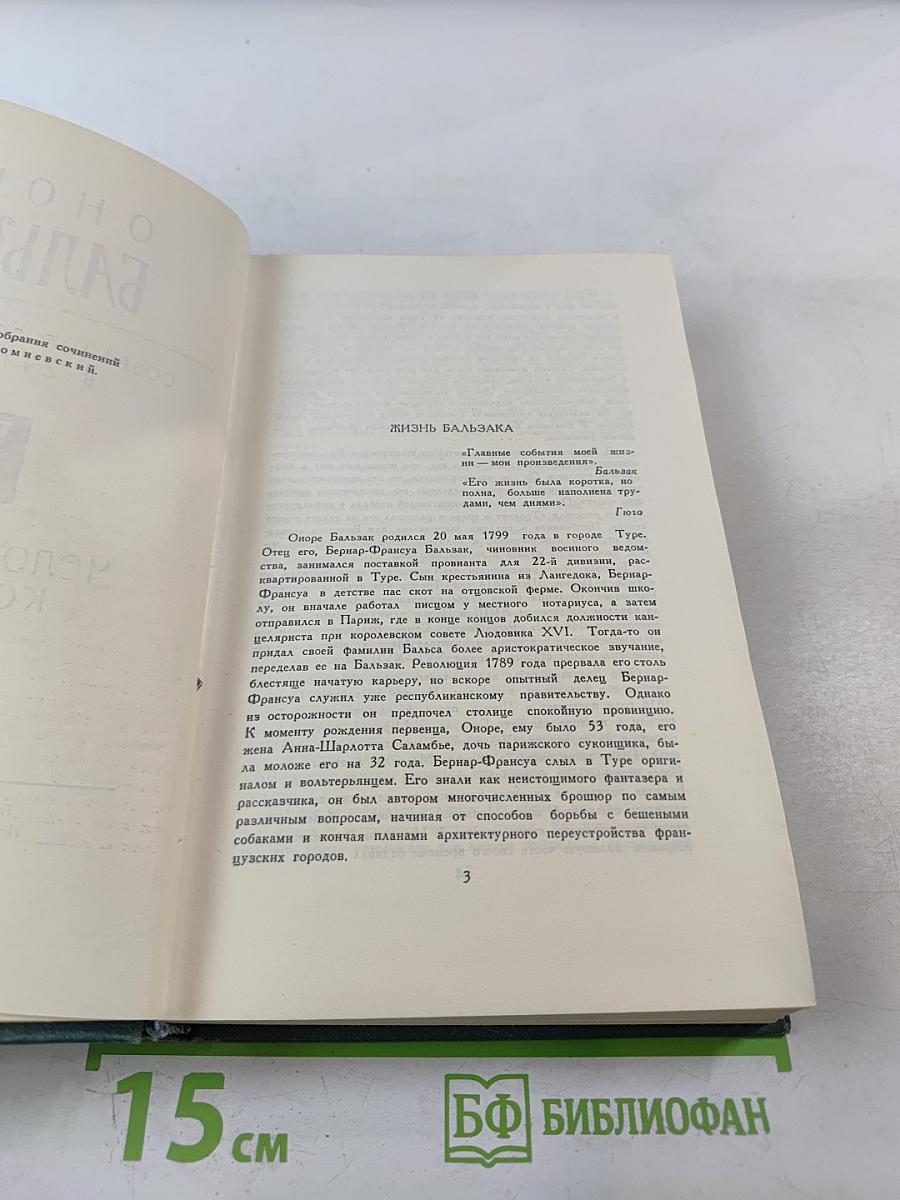 обрания сочинений
омиевский.
ЖИЗНЬ БАЛЬЗАКА
«Главные события моей жиз-
ни — мои произведения».
Бальзак
«Его жизнь была коротка, но
полна, больше наполнена тру-
дами, чем днями».
Гюго
Оноре Бальзак родился 20 мая 1799 года в городе Туре.
Отец его, Бернар-Франсуа Бальзак, чиновник военного ведом-
ства, занимался поставкой провианта для 22-й дивизии, рас-
квартированной в Туре. Сын крестьянина из Лангедока, Бернар-
Франсуа в детстве пас скот на отцовской ферме. Окончив шко-
лу, он вначале работал писцом у местного нотариуса, а затем
отправился в Париж, где в конце концов добился должности кан-
целяриста при королевском совете Людовика XVI. Тогда-то он
придал своей фамилии Бальса более аристократическое звучание,
переделав ее на Бальзак. Революция 1789 года прервала его столь
блестяще начатую карьеру, но вскоре опытный делец Бернар-
Франсуа служил уже республиканскому правительству. Однако
из осторожности он предпочел столице спокойную провинцию.
К моменту рождения первенца, Оноре, ему было 53 года, его
жена Анна-Шарлотта Саламбье, дочь парижского сукоищика, бы-
ла моложе его на 32 года. Бернар-Франсуа слыл в Туре ориги-
налом и вольтерьянцем. Его знали как неистощимого фантазера и
рассказчика, он был автором многочисленных брошюр по самым
различным вопросам, начиная от способов борьбы с бешеными
собаками и кончая планами архитектурного переустройства фран-
цузских городов.
3
15 см
БФ БИБЛИОФАН